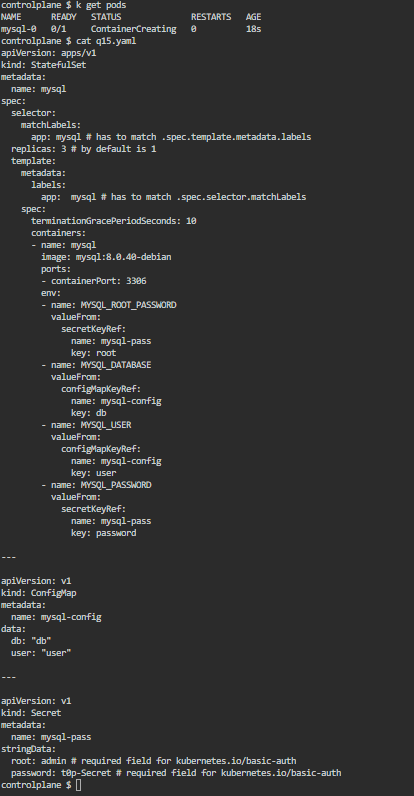 controlplane $ k get pods
NAME      READY   STATUS              RESTARTS   AGE
mysql-0   0/1     ContainerCreating   0          18s
controlplane $ cat q15.yaml
apiVersion: apps/v1
kind: StatefulSet
metadata:
  name: mysql
spec:
  selector:
    matchLabels:
      app: mysql # has to match .spec.template.metadata.labels
  replicas: 3 # by default is 1
  template:
    metadata:
      labels:
        app:  mysql # has to match .spec.selector.matchLabels
    spec:
      terminationGracePeriodSeconds: 10
      containers:
      - name: mysql
        image: mysql:8.0.40-debian
        ports:
        - containerPort: 3306
        env:
        - name: MYSQL_ROOT_PASSWORD
          valueFrom:
            secretKeyRef:
              name: mysql-pass
              key: root
        - name: MYSQL_DATABASE
          valueFrom:
            configMapKeyRef:
              name: mysql-config
              key: db
        - name: MYSQL_USER
          valueFrom:
            configMapKeyRef:
              name: mysql-config
              key: user
        - name: MYSQL_PASSWORD
          valueFrom:
            secretKeyRef:
              name: mysql-pass
              key: password

---

apiVersion: v1
kind: ConfigMap
metadata:
  name: mysql-config
data:
  db: "db"
  user: "user"

---

apiVersion: v1
kind: Secret
metadata:
  name: mysql-pass
stringData:
  root: admin # required field for kubernetes.io/basic-auth
  password: t0p-Secret # required field for kubernetes.io/basic-auth
controlplane $